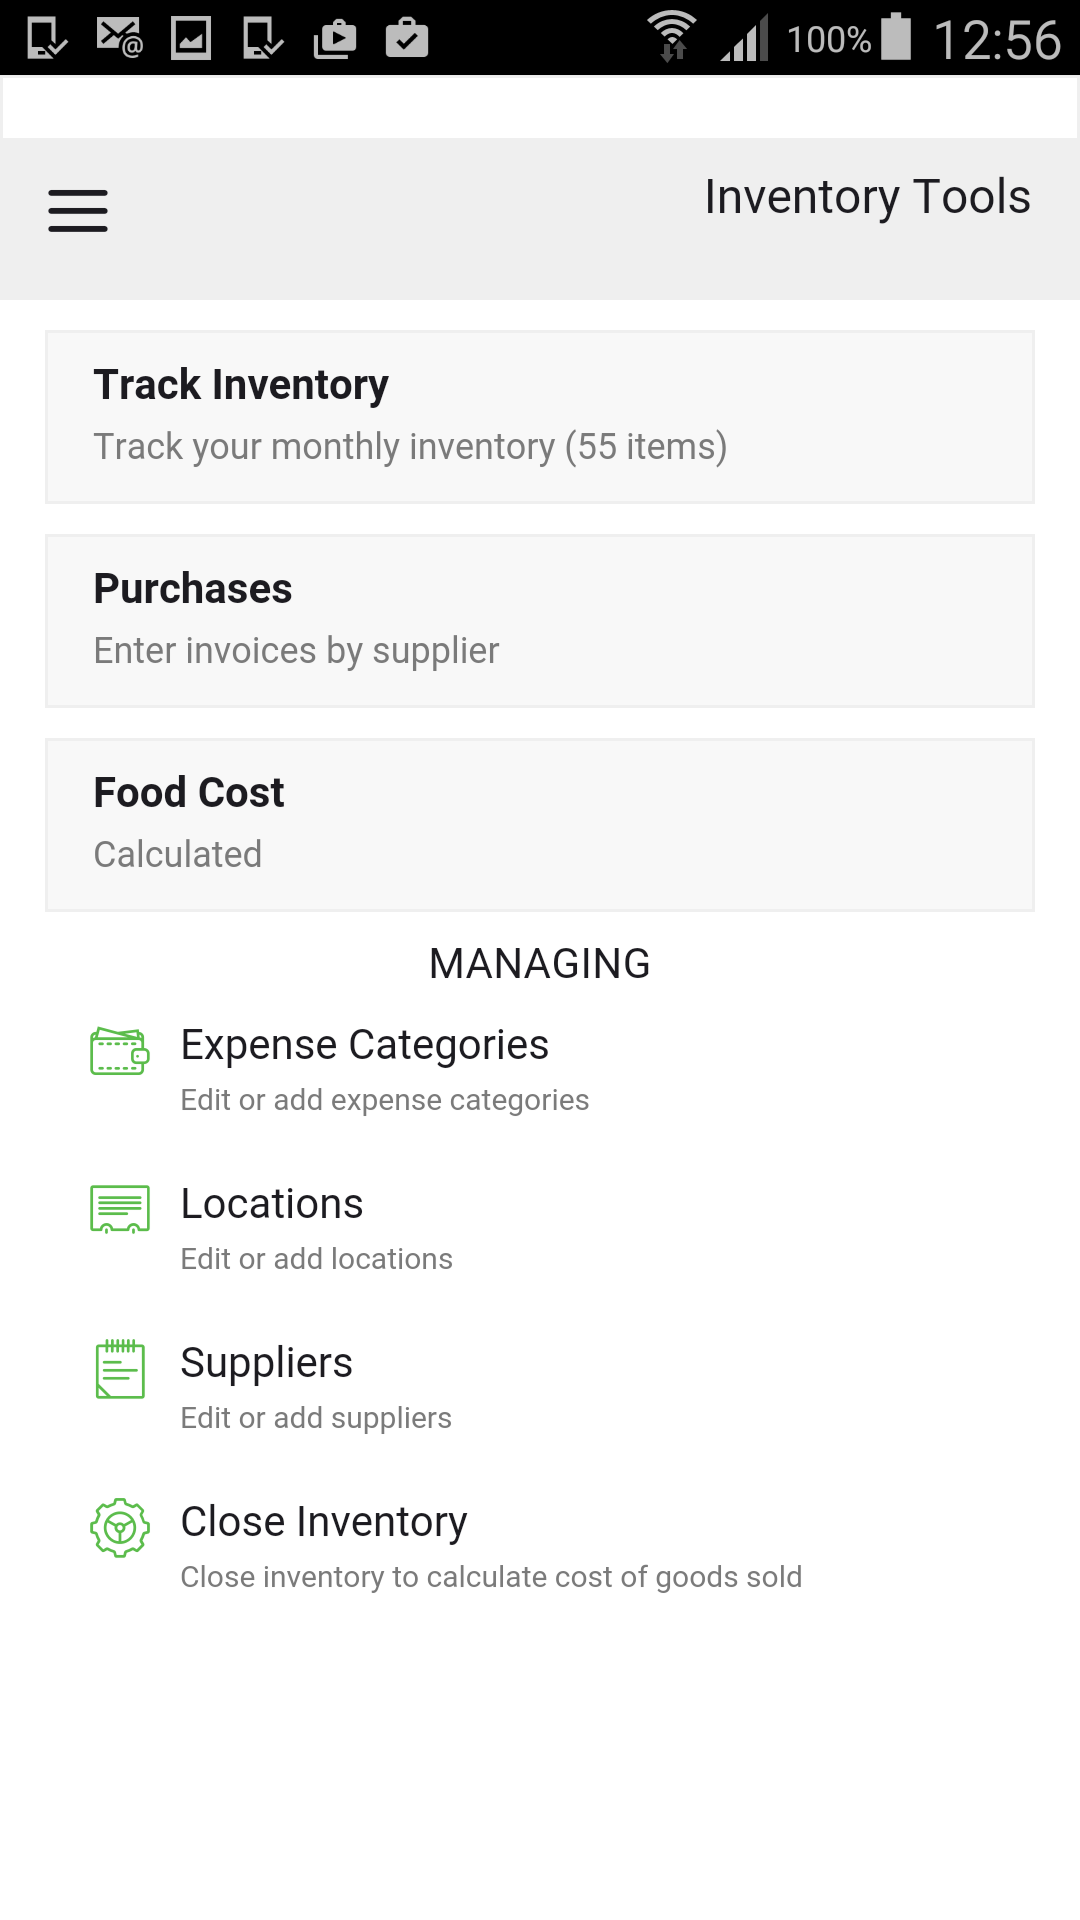 100% 12:56
Inventory Tools
Track Inventory
Track your monthly inventory (55 items)
Purchases
Enter invoices by supplier
Food Cost
Calculated
MANAGING
Expense Categories
Edit or add expense categories
Locations
Edit or add locations
Suppliers
Edit or add suppliers
Close Inventory
Close inventory to calculate cost of goods sold